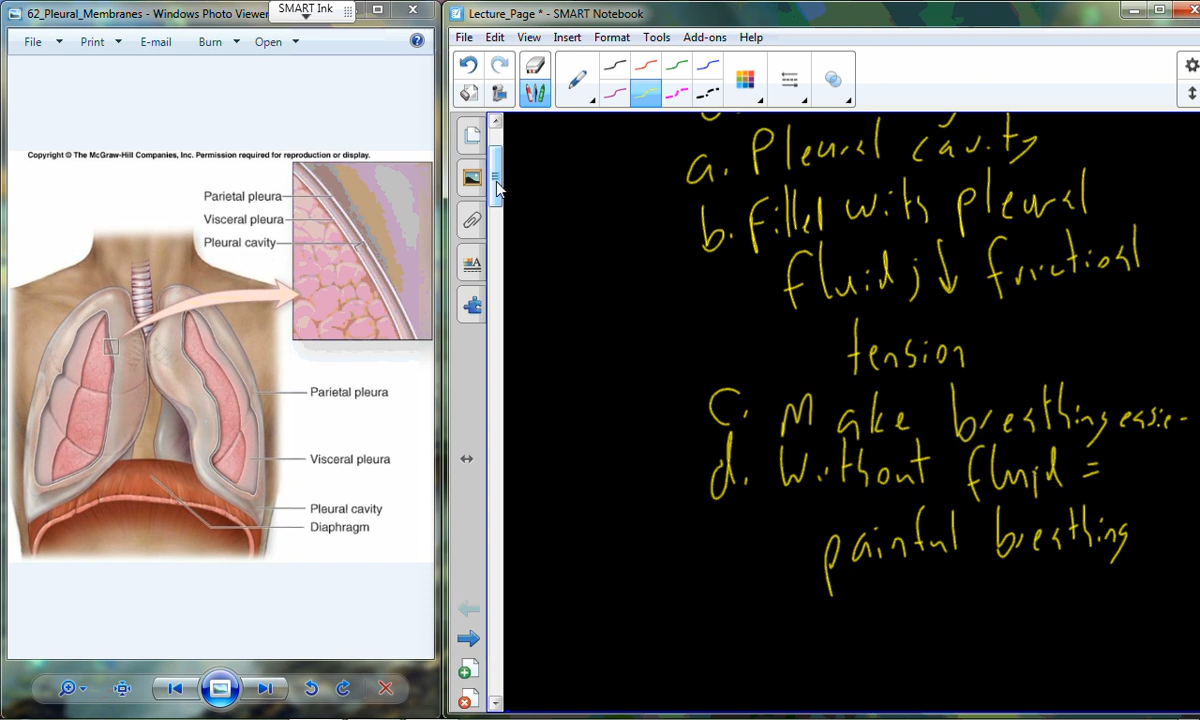 62_Pleural_Membranes - Windows Photo Viewer
SMART Ink
File Print E-mail Burn Open
Copyright © The McGraw-Hill Companies, Inc. Permission required for reproduction or display.
Parietal pleura
Visceral pleura
Pleural cavity
Parietal pleura
Visceral pleura
Pleural cavity
Diaphragm
Lecture_Page * - SMART Notebook
File Edit View Insert Format Tools Add-ons Help
a. Pleural cavity
b. Filled with pleural
fluid; ↓ frictional
tension
c. Make breathing easier
d. Without fluid =
painful breathing